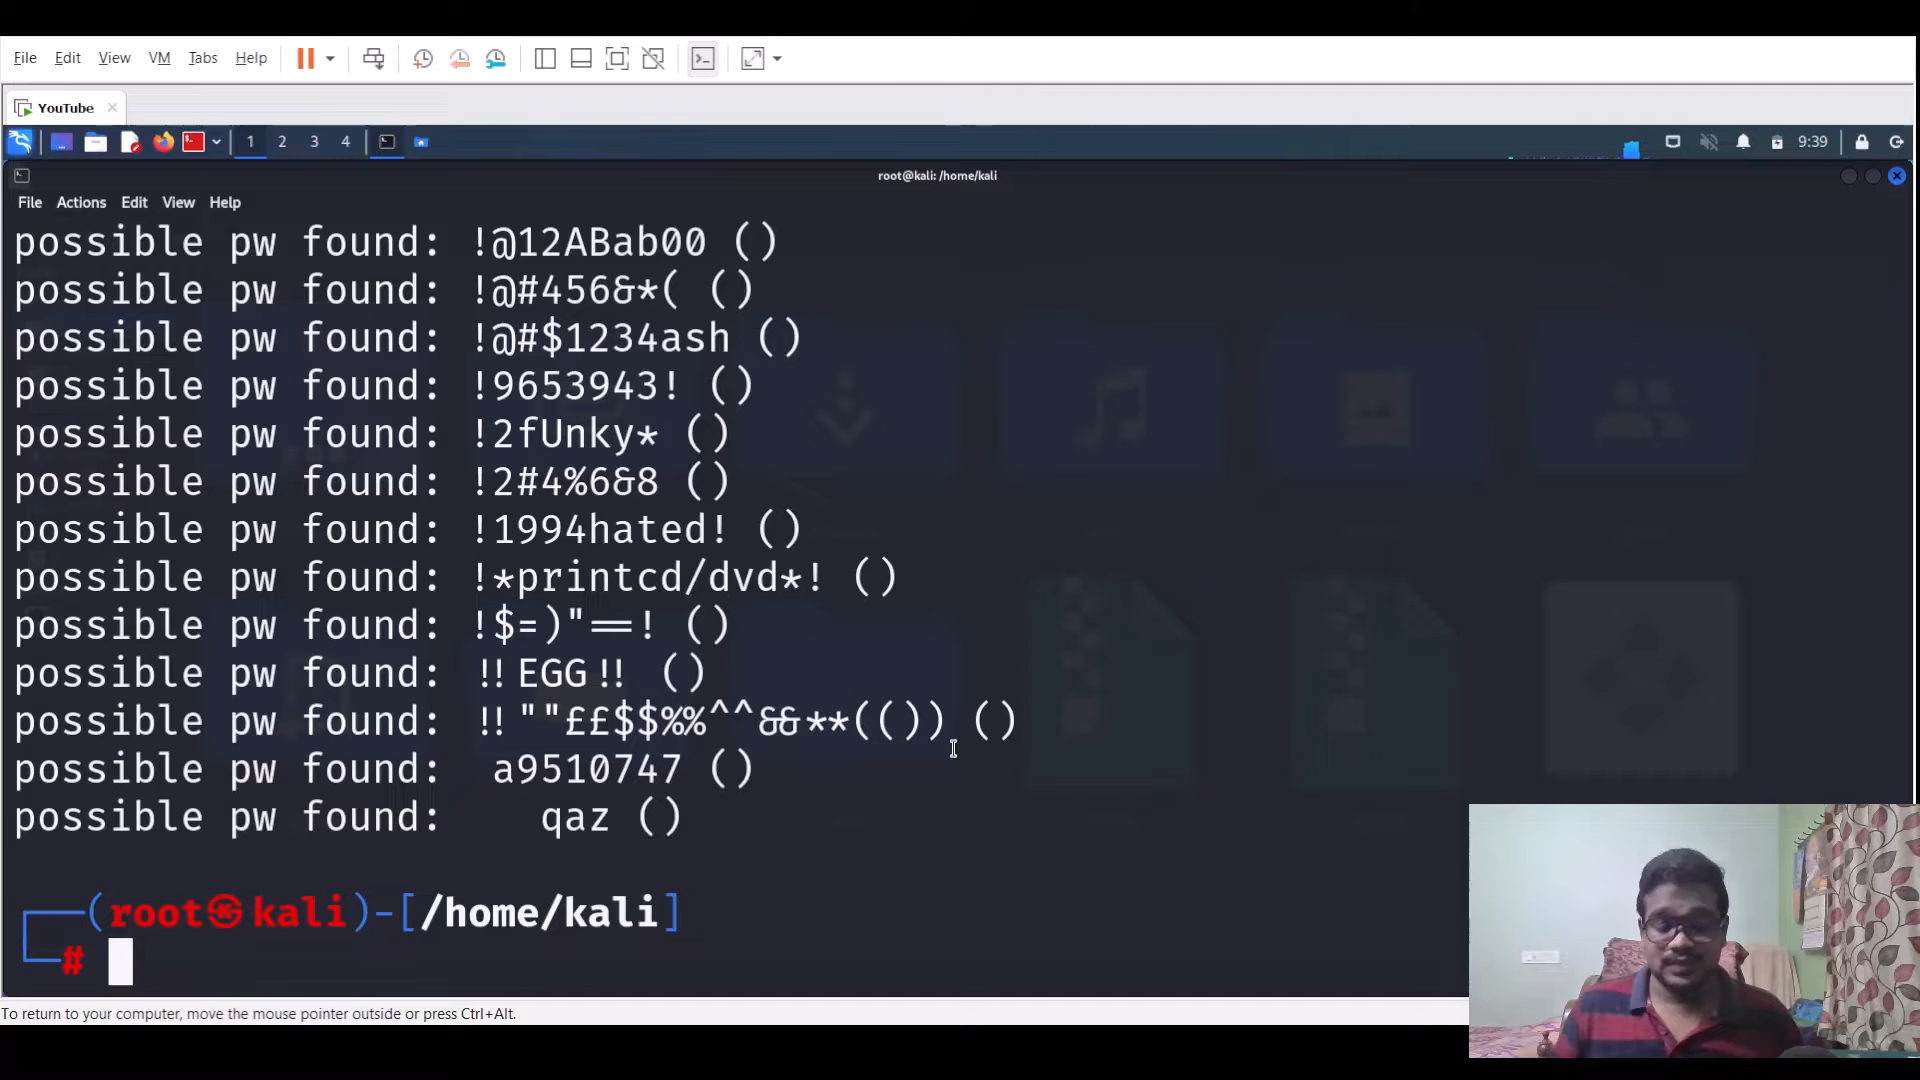 File Edit View VM Tabs Help
YouTube
1 2 3 4 9:39
root@kali: /home/kali
File Actions Edit View Help
possible pw found: !@12ABab00 ()
possible pw found: !@#456&*( ()
possible pw found: !@#$1234ash ()
possible pw found: !9653943! ()
possible pw found: !2fUnky* ()
possible pw found: !2#4%6&8 ()
possible pw found: !1994hated! ()
possible pw found: !*printcd/dvd*! ()
possible pw found: !$=)"==! ()
possible pw found: !!EGG!! ()
possible pw found: !!""££$$%%^^&&**(()) ()
possible pw found:  a9510747 ()
possible pw found:    qaz ()
┌──(root㉿kali)-[/home/kali]
└─#
To return to your computer, move the mouse pointer outside or press Ctrl+Alt.